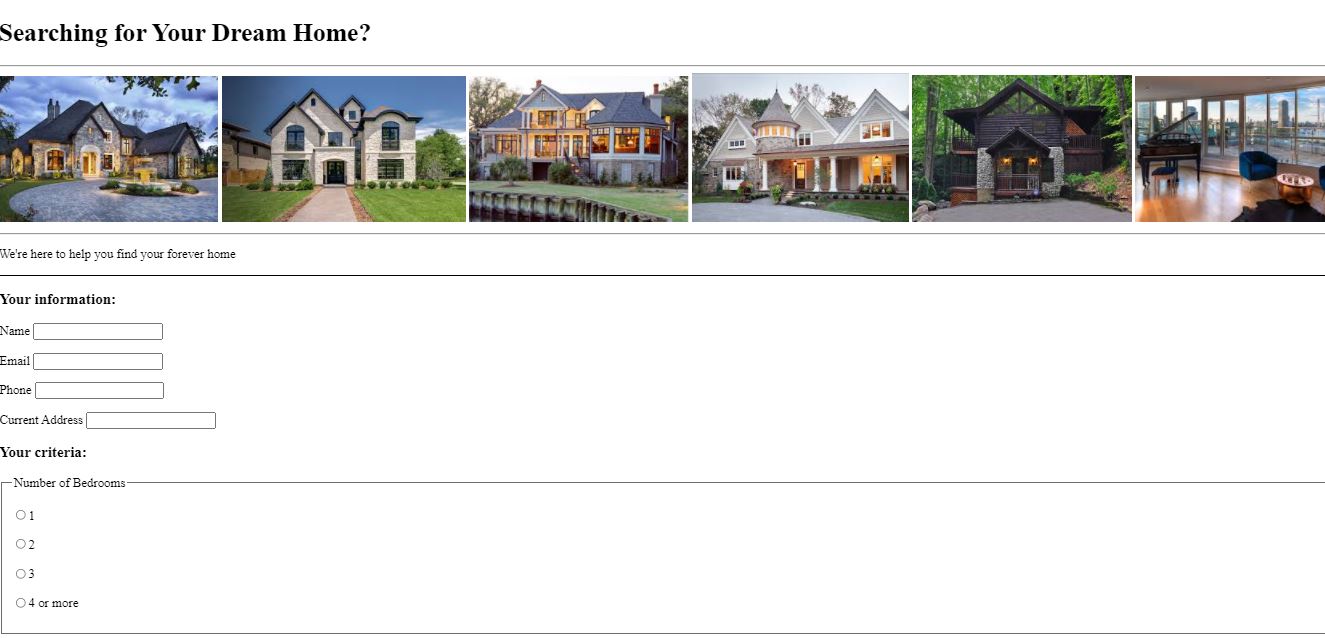 Searching for Your Dream Home?
We're here to help you find your forever home
Your information:
Name
Email
Phone
Current Address
Your criteria:
Number of Bedrooms
1
2
3
4 or more